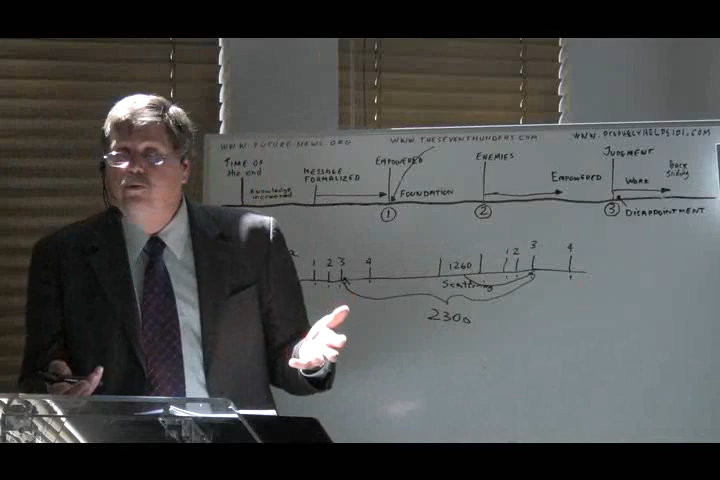 WWW.FUTURE-NEWS.ORG WWW.THESEVENTHUNDERS.COM WWW.PROPHECYHELPS101.COM
TIME OF the end
Knowledge increased
MESSAGE FORMALIZED
EMPOWERED
FOUNDATION
ENEMIES
EMPOWERED
JUDGMENT
WORK
Back Sliding
DISAPPOINTMENT
1 2 3
1 2 3 4 1260 1 2 3 4
Scattering
2300